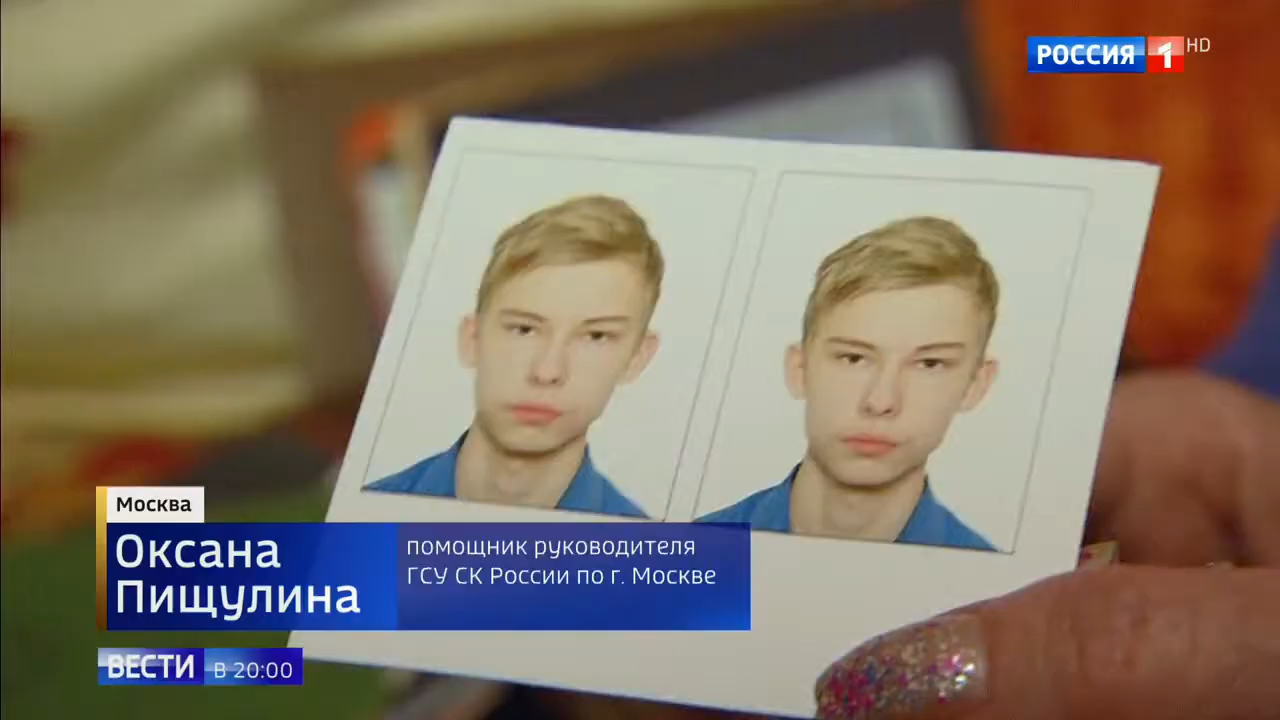 РОССИЯ 1 HD
Москва
Оксана
Пищулина
помощник руководителя
ГСУ СК России по г. Москве
ВЕСТИ В 20:00